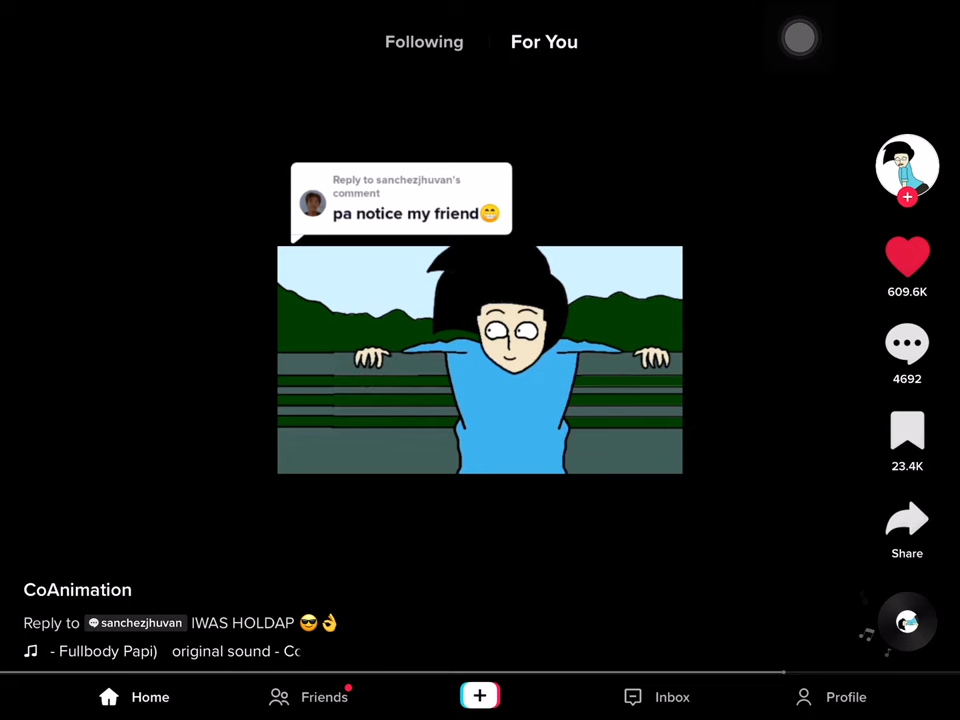 Following
For You
Reply to sanchezjhuvan's
comment
pa notice my friend😁
609.6K
4692
23.4K
Share
CoAnimation
Reply to sanchezjhuvan IWAS HOLDAP 😎👌
- Fullbody Papi) original sound - Co
Home
Friends
Inbox
Profile